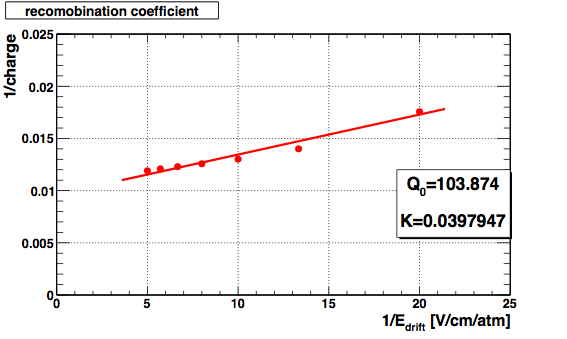 recomobination coefficient
1/charge
0.025
0.02
0.015
0.01
0.005
0
0 5 10 15 20 25
Q0=103.874
K=0.0397947
1/Edrift [V/cm/atm]